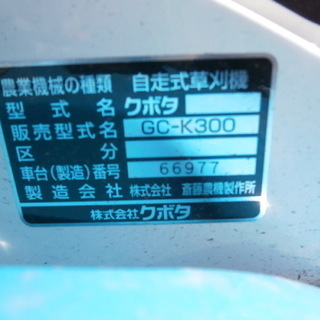 農業機械の種類 自走式草刈機
型式名 クボタ
販売型式名 GC-K300
区分
車台(製造)番号 66977
製造会社 株式会社 斎藤農機製作所
株式会社クボタ